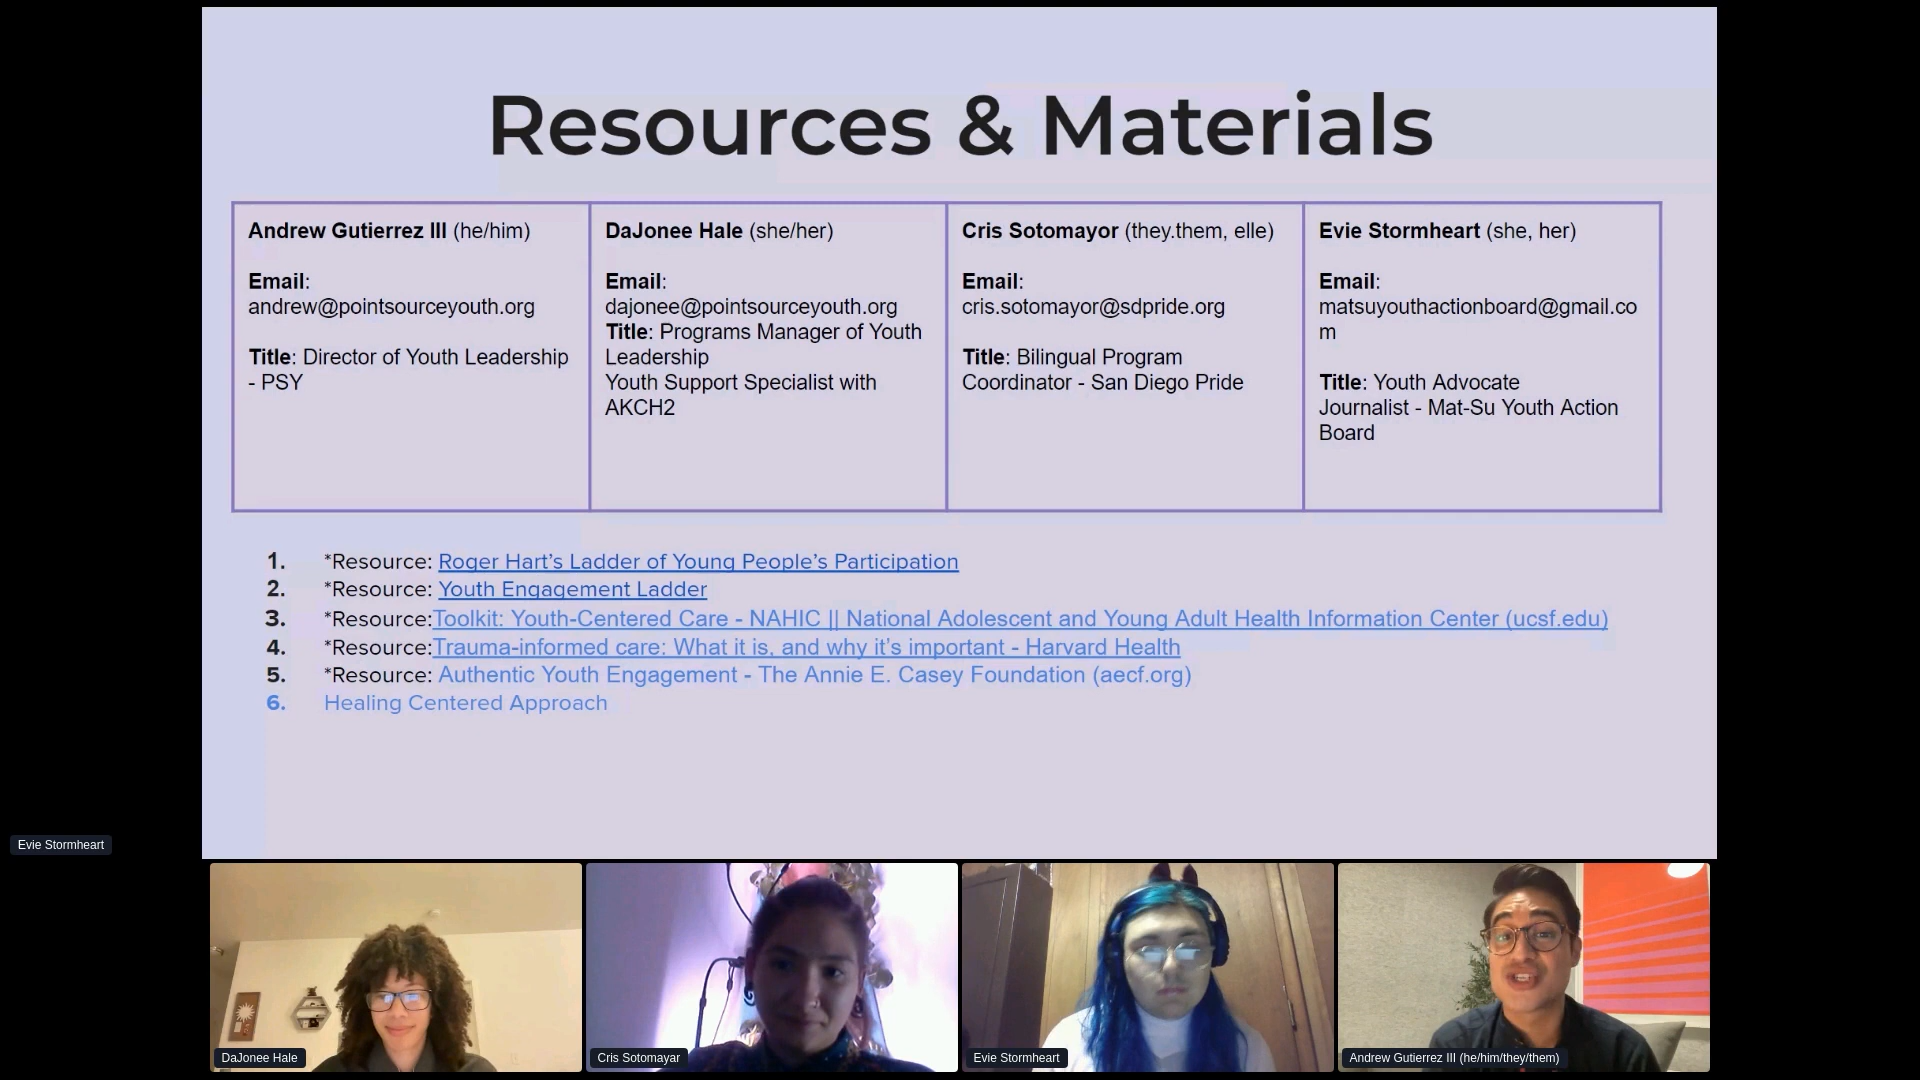 Resources & Materials
Andrew Gutierrez III (he/him)
Email:
andrew@pointsourceyouth.org
Title: Director of Youth Leadership
- PSY
DaJonee Hale (she/her)
Email:
dajonee@pointsourceyouth.org
Title: Programs Manager of Youth
Leadership
Youth Support Specialist with
AKCH2
Cris Sotomayor (they.them, elle)
Email:
cris.sotomayor@sdpride.org
Title: Bilingual Program
Coordinator - San Diego Pride
Evie Stormheart (she, her)
Email:
matsuyouthactionboard@gmail.co
m
Title: Youth Advocate
Journalist - Mat-Su Youth Action
Board
1. *Resource: Roger Hart’s Ladder of Young People’s Participation
2. *Resource: Youth Engagement Ladder
3. *Resource:Toolkit: Youth-Centered Care - NAHIC || National Adolescent and Young Adult Health Information Center (ucsf.edu)
4. *Resource:Trauma-informed care: What it is, and why it’s important - Harvard Health
5. *Resource: Authentic Youth Engagement - The Annie E. Casey Foundation (aecf.org)
6. Healing Centered Approach
Evie Stormheart
DaJonee Hale
Cris Sotomayar
Evie Stormheart
Andrew Gutierrez III (he/him/they/them)